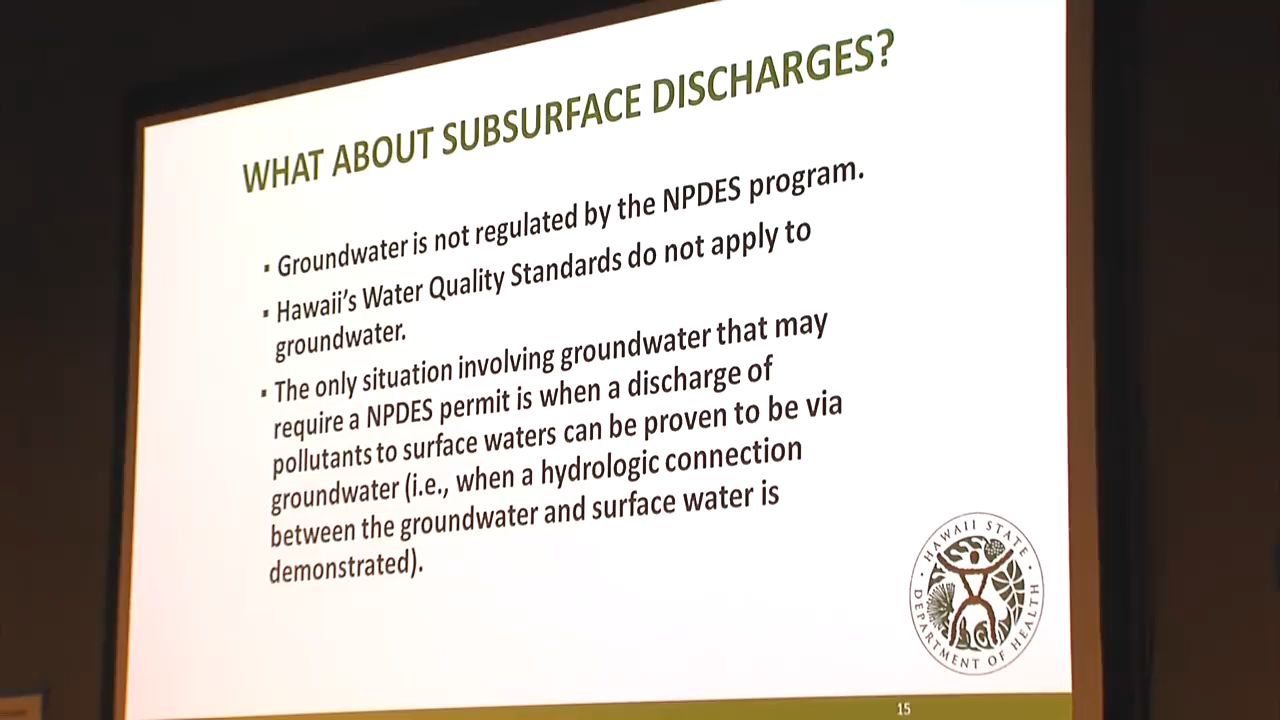 WHAT ABOUT SUBSURFACE DISCHARGES?
▪ Groundwater is not regulated by the NPDES program.
▪ Hawaii's Water Quality Standards do not apply to
groundwater.
▪ The only situation involving groundwater that may
require a NPDES permit is when a discharge of
pollutants to surface waters can be proven to be via
groundwater (i.e., when a hydrologic connection
between the groundwater and surface water is
demonstrated).
HAWAII STATE
DEPARTMENT OF HEALTH
15